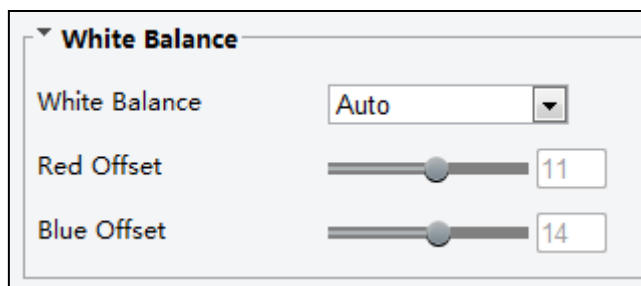 White Balance
White Balance Auto
Red Offset 11
Blue Offset 14